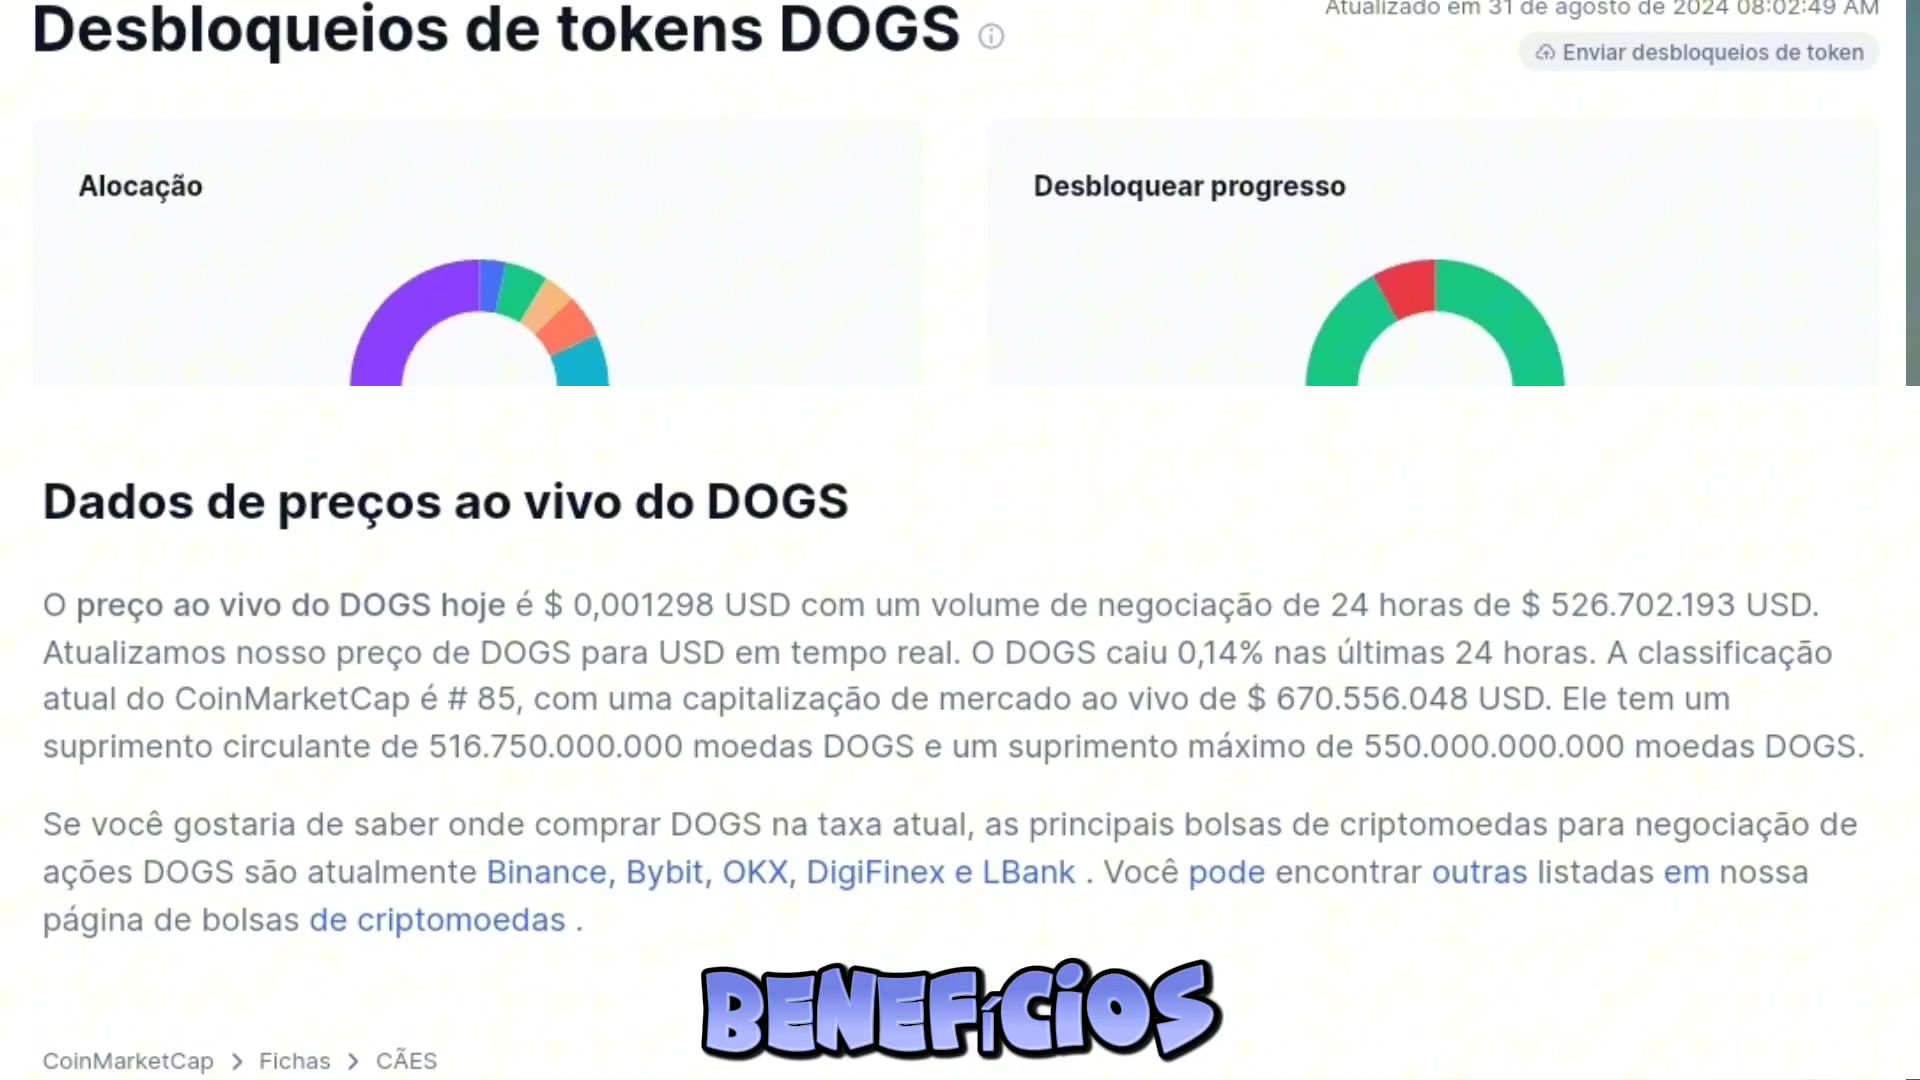 Desbloqueios de tokens DOGS
Atualizado em 31 de agosto de 2024 08:02:49 AM
Enviar desbloqueios de token
Alocação
Desbloquear progresso
Dados de preços ao vivo do DOGS
O preço ao vivo do DOGS hoje é $ 0,001298 USD com um volume de negociação de 24 horas de $ 526.702.193 USD.
Atualizamos nosso preço de DOGS para USD em tempo real. O DOGS caiu 0,14% nas últimas 24 horas. A classificação
atual do CoinMarketCap é # 85, com uma capitalização de mercado ao vivo de $ 670.556.048 USD. Ele tem um
suprimento circulante de 516.750.000.000 moedas DOGS e um suprimento máximo de 550.000.000.000 moedas DOGS.
Se você gostaria de saber onde comprar DOGS na taxa atual, as principais bolsas de criptomoedas para negociação de
ações DOGS são atualmente Binance, Bybit, OKX, DigiFinex e LBank . Você pode encontrar outras listadas em nossa
página de bolsas de criptomoedas .
BENEFÍCIOS
CoinMarketCap > Fichas > CÃES